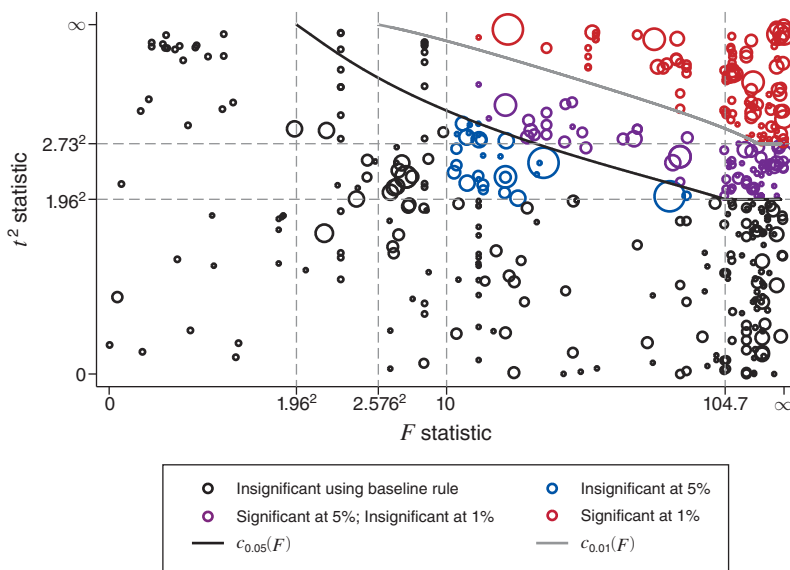 ∞
2.73²
1.96²
0
t² statistic
0 1.96² 2.576² 10 104.7 ∞
F statistic
Insignificant using baseline rule Insignificant at 5%
Significant at 5%; Insignificant at 1% Significant at 1%
c₀.₀₅(F) c₀.₀₁(F)